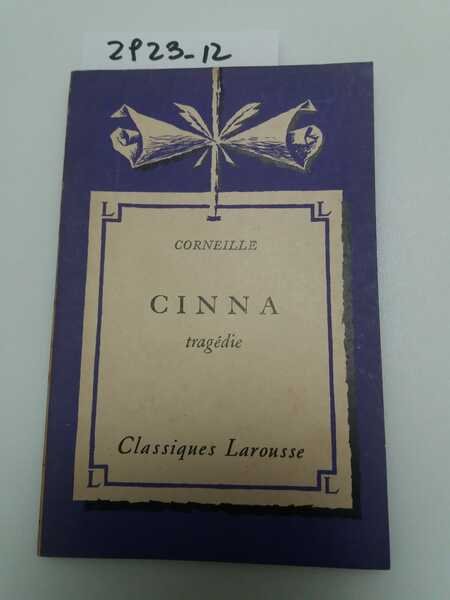 2P23-12
L L
CORNEILLE
CINNA
tragédie
Classiques Larousse
L L